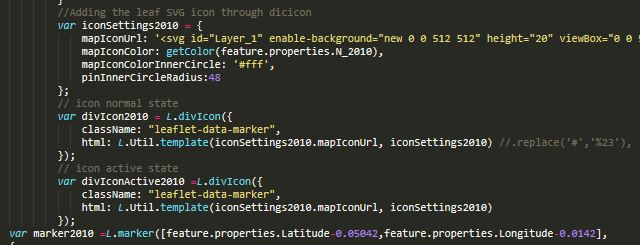 //Adding the leaf SVG icon through dicicon
var iconSettings2010 = {
mapIconUrl: '<svg id="Layer_1" enable-background="new 0 0 512 512" height="20" viewBox="0 0 5
mapIconColor: getColor(feature.properties.N_2010),
mapIconColorInnerCircle: '#fff',
pinInnerCircleRadius:48
};
// icon normal state
var divIcon2010 = L.divIcon({
className: "leaflet-data-marker",
html: L.Util.template(iconSettings2010.mapIconUrl, iconSettings2010) //.replace('#','%23'),
});
// icon active state
var divIconActive2010 =L.divIcon({
className: "leaflet-data-marker",
html: L.Util.template(iconSettings2010.mapIconUrl, iconSettings2010)
});
var marker2010 =L.marker([feature.properties.Latitude-0.05042,feature.properties.Longitude-0.0142],